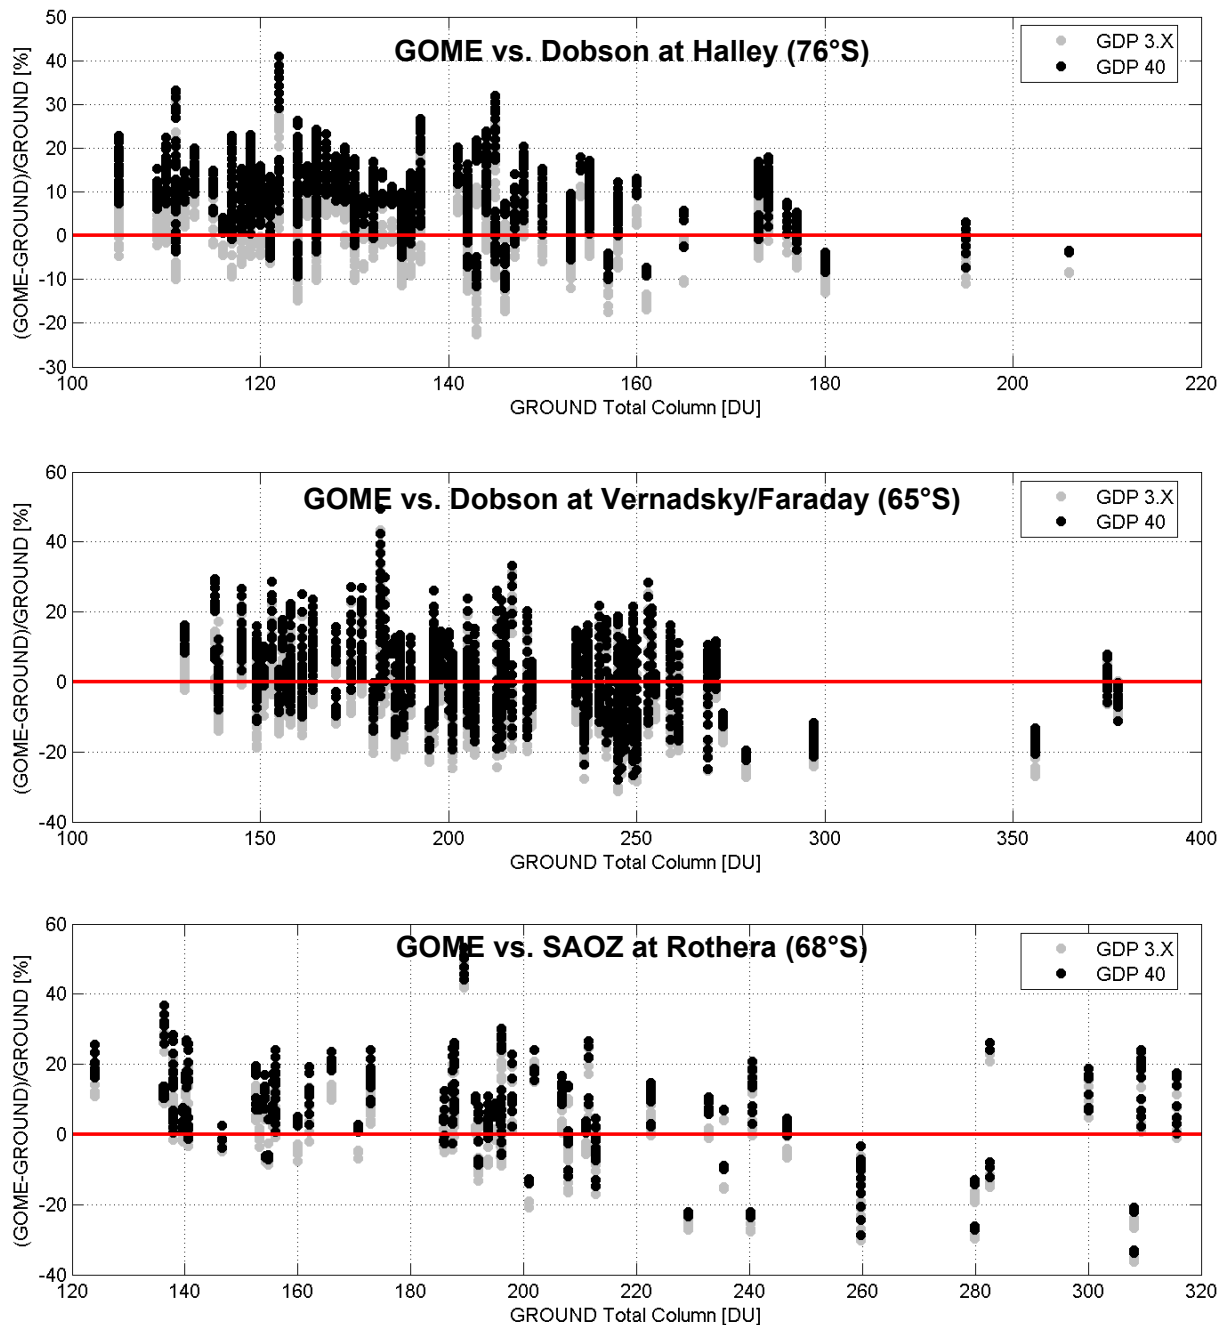 GOME vs. Dobson at Halley (76°S)
GDP 3.X
GDP 40
(GOME-GROUND)/GROUND [%]
50
40
30
20
10
0
-10
-20
-30
100 120 140 160 180 200 220
GROUND Total Column [DU]
GOME vs. Dobson at Vernadsky/Faraday (65°S)
GDP 3.X
GDP 40
(GOME-GROUND)/GROUND [%]
60
40
20
0
-20
-40
100 150 200 250 300 350 400
GROUND Total Column [DU]
GOME vs. SAOZ at Rothera (68°S)
GDP 3.X
GDP 40
(GOME-GROUND)/GROUND [%]
60
40
20
0
-20
-40
120 140 160 180 200 220 240 260 280 300 320
GROUND Total Column [DU]